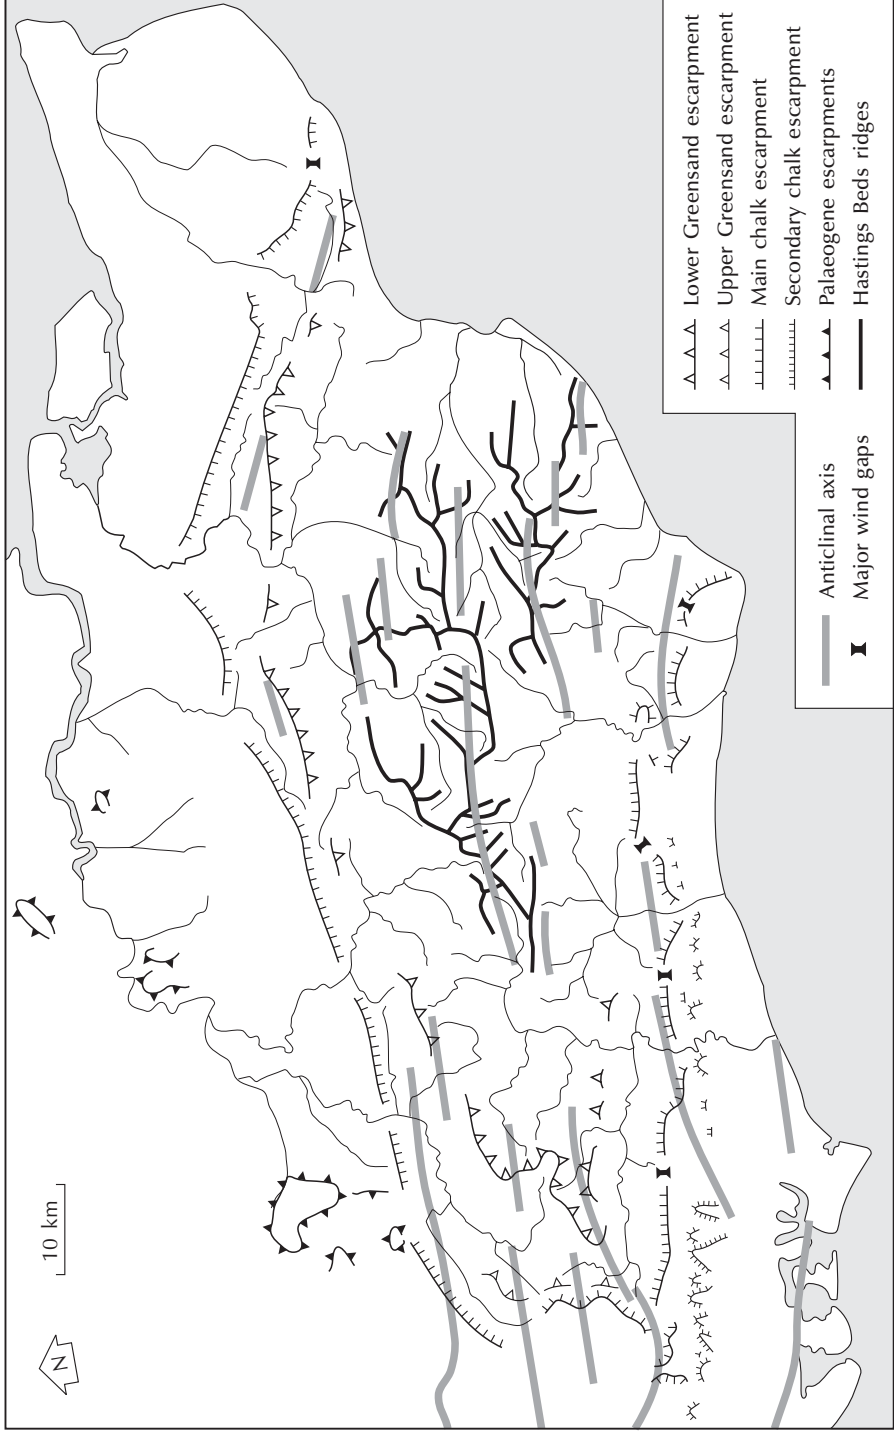 N
10 km
Lower Greensand escarpment
Upper Greensand escarpment
Main chalk escarpment
Secondary chalk escarpment
Palaeogene escarpments
Hastings Beds ridges
Anticlinal axis
Major wind gaps